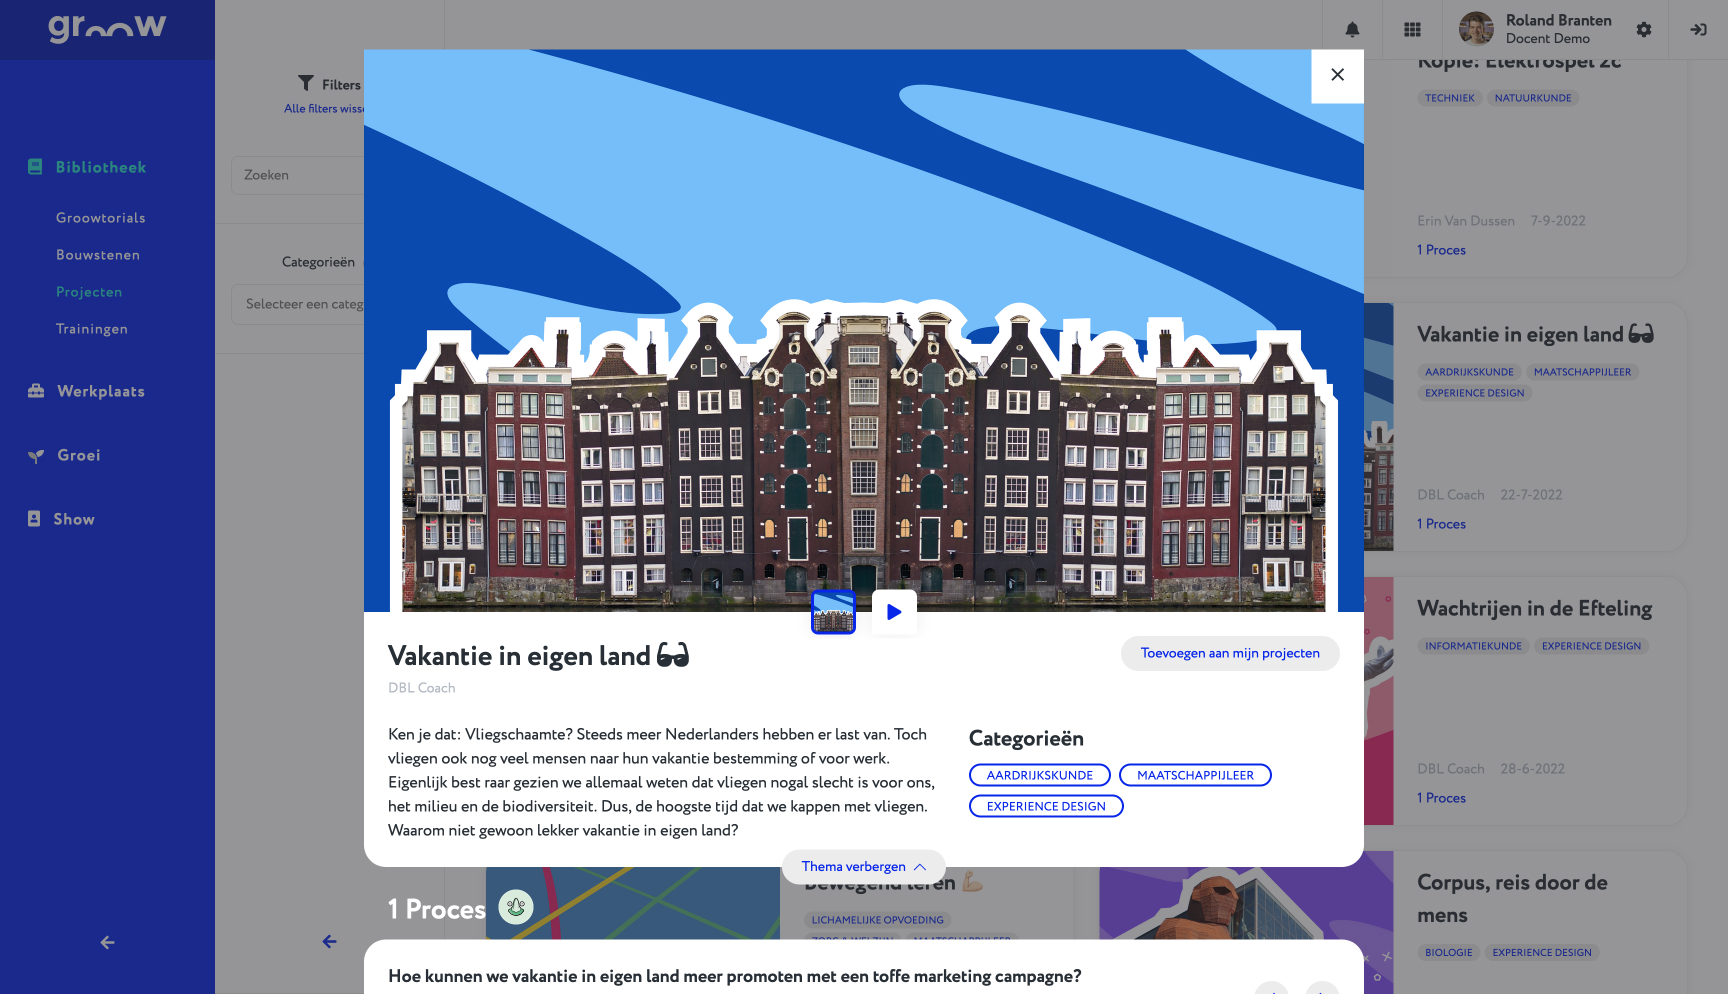 groow
Roland Branten
Docent Demo
Filters
Alle filters wisse
Zoeken
Categorieën
Selecteer een categ
Bibliotheek
Groowtorials
Bouwstenen
Projecten
Trainingen
Werkplaats
Groei
Show
Kopie: Elektrospel 2c
TECHNIEK
NATUURKUNDE
Erin Van Dussen 7-9-2022
1 Proces
Vakantie in eigen land
AARDRIJKSKUNDE
MAATSCHAPPIJLEER
EXPERIENCE DESIGN
DBL Coach 22-7-2022
1 Proces
Wachtrijen in de Efteling
INFORMATIEKUNDE
EXPERIENCE DESIGN
DBL Coach 28-6-2022
1 Proces
Corpus, reis door de
mens
BIOLOGIE
EXPERIENCE DESIGN
Vakantie in eigen land
DBL Coach
Toevoegen aan mijn projecten
Ken je dat: Vliegschaamte? Steeds meer Nederlanders hebben er last van. Toch
vliegen ook nog veel mensen naar hun vakantie bestemming of voor werk.
Eigenlijk best raar gezien we allemaal weten dat vliegen nogal slecht is voor ons,
het milieu en de biodiversiteit. Dus, de hoogste tijd dat we kappen met vliegen.
Waarom niet gewoon lekker vakantie in eigen land?
Categorieën
AARDRIJKSKUNDE
MAATSCHAPPIJLEER
EXPERIENCE DESIGN
Thema verbergen
Bewegend leren
LICHAMELIJKE OPVOEDING
ZORG & WELZIJN
MAATSCHAPPIJLEER
1 Proces
Hoe kunnen we vakantie in eigen land meer promoten met een toffe marketing campagne?